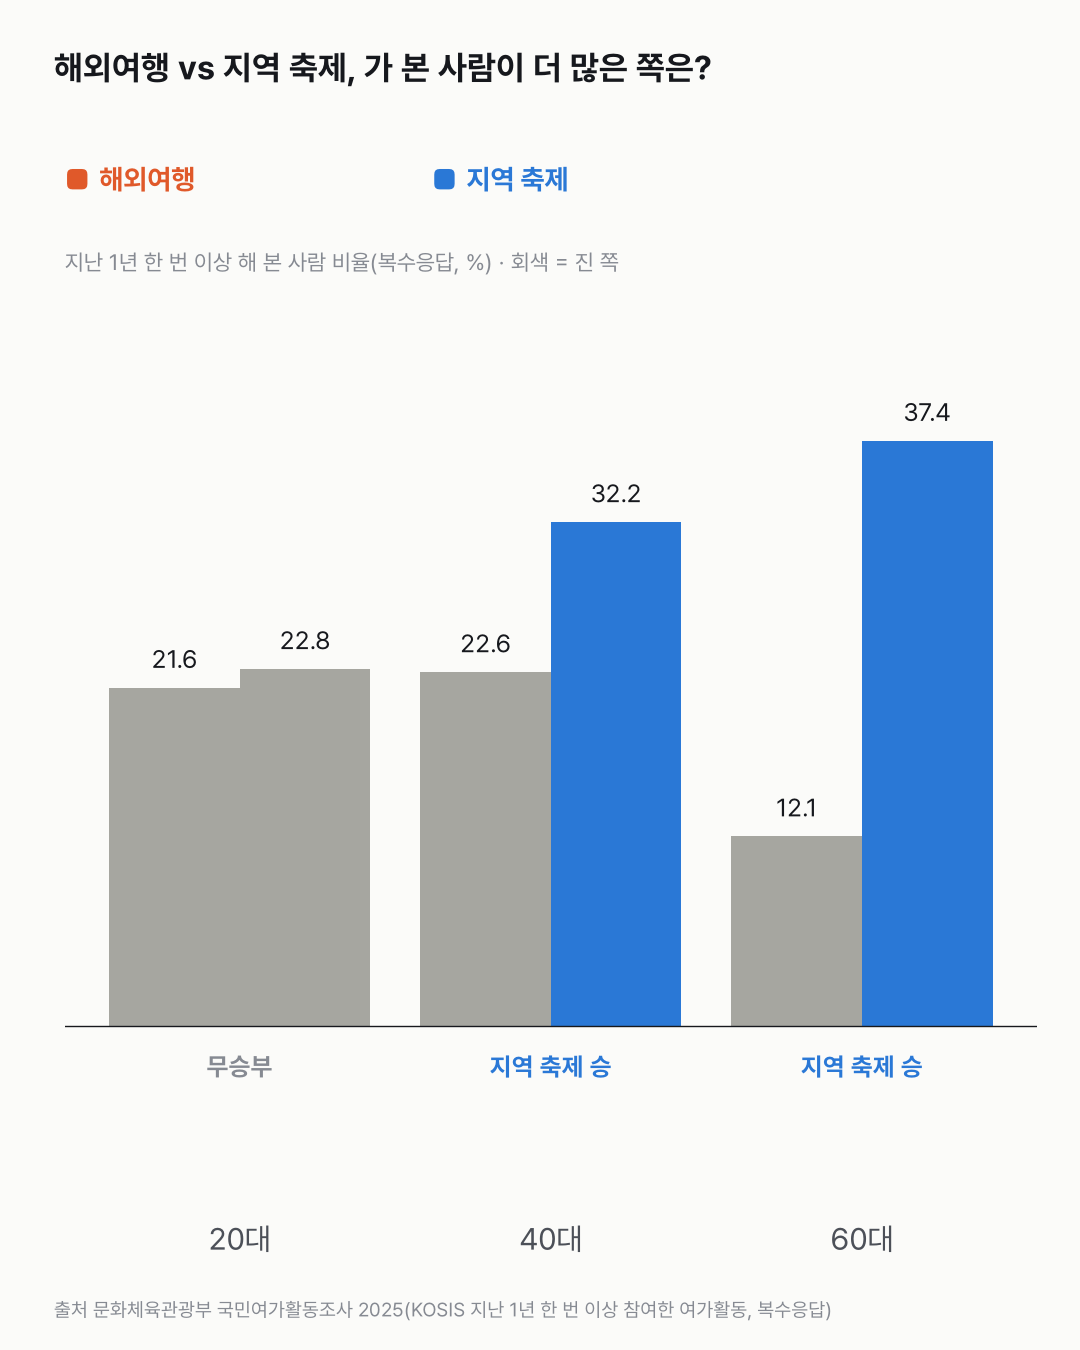 해외여행 vs 지역 축제, 가 본 사람이 더 많은 쪽은?
해외여행 지역 축제
지난 1년 한 번 이상 해 본 사람 비율(복수응답, %) · 회색 = 진 쪽
37.4
32.2
21.6 22.8 22.6
12.1
무승부 지역 축제 승 지역 축제 승
20대 40대 60대
출처 문화체육관광부 국민여가활동조사 2025(KOSIS 지난 1년 한 번 이상 참여한 여가활동, 복수응답)